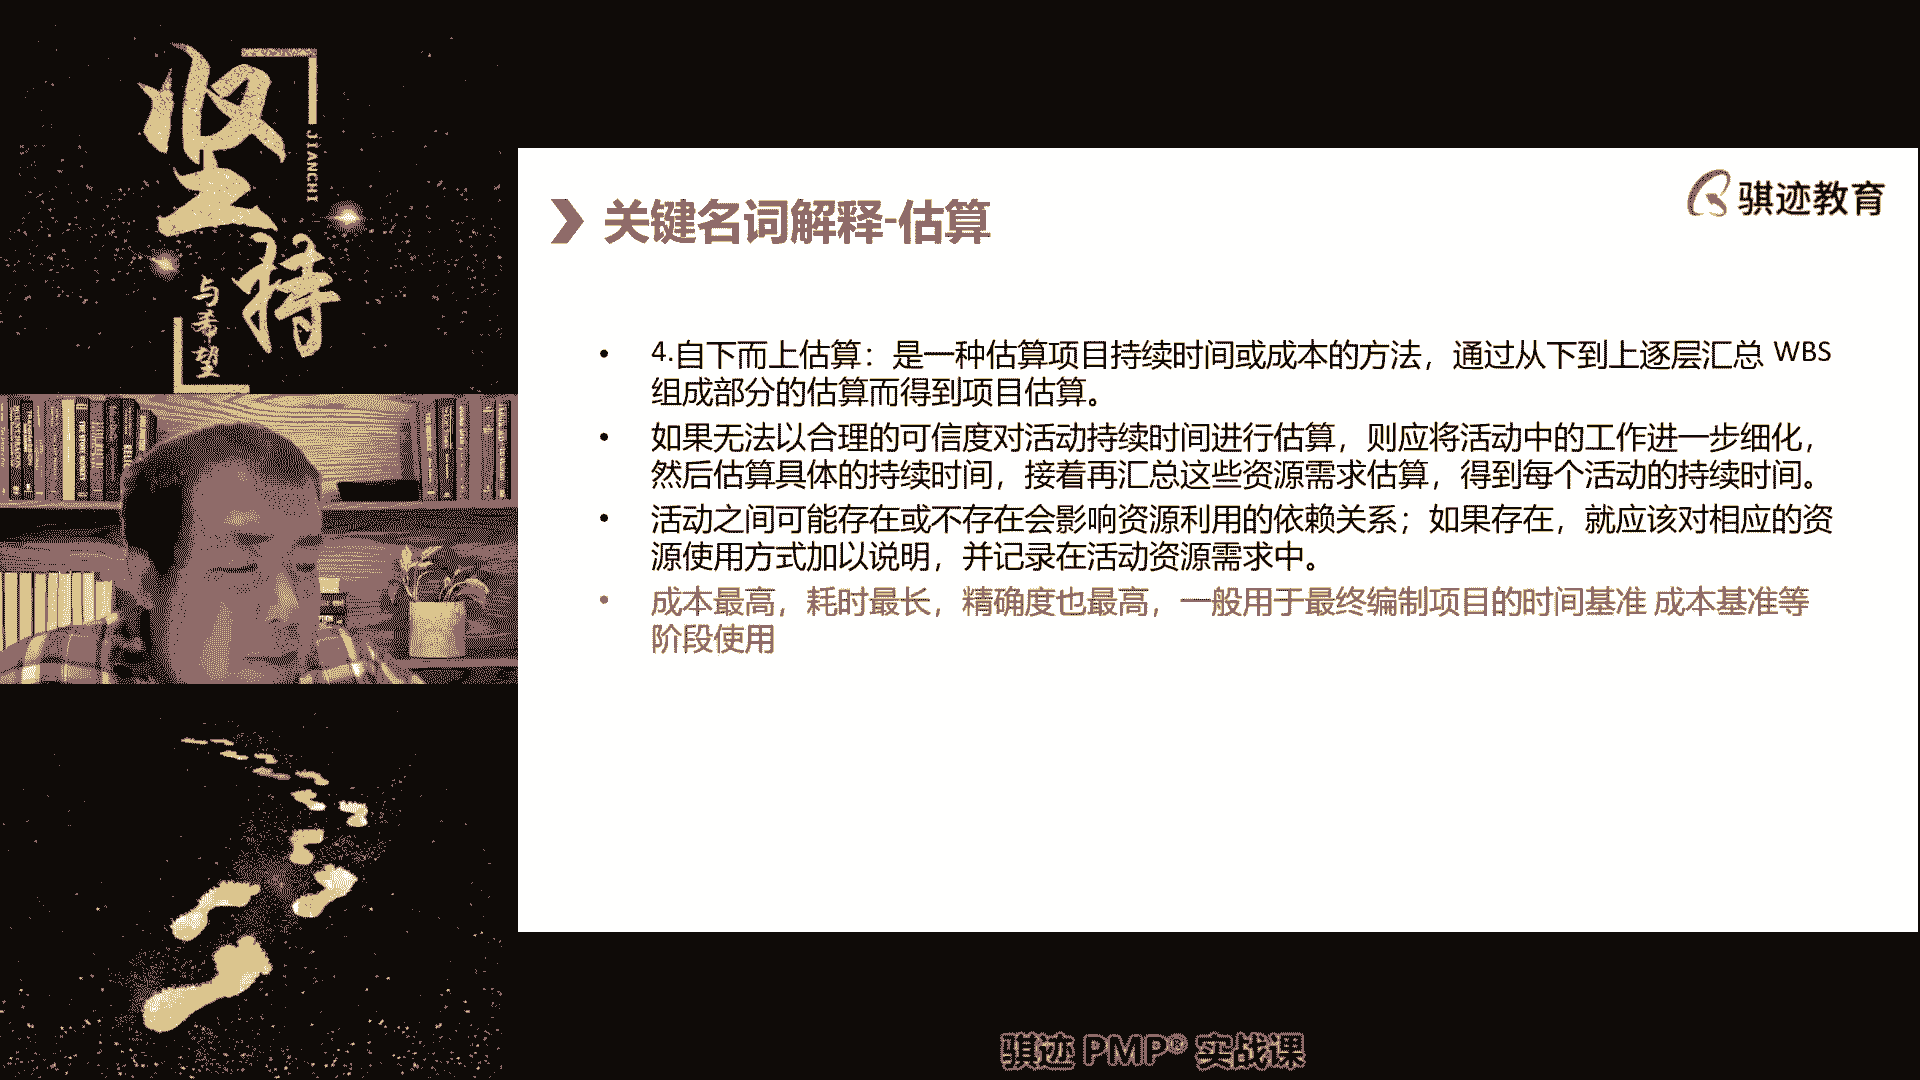 坚持
JIANCHI
与希望
骐迹教育
关键名词解释-估算
• 4.自下而上估算：是一种估算项目持续时间或成本的方法，通过从下到上逐层汇总 WBS
组成部分的估算而得到项目估算。
• 如果无法以合理的可信度对活动持续时间进行估算，则应将活动中的工作进一步细化，
然后估算具体的持续时间，接着再汇总这些资源需求估算，得到每个活动的持续时间。
• 活动之间可能存在或不存在会影响资源利用的依赖关系；如果存在，就应该对相应的资
源使用方式加以说明，并记录在活动资源需求中。
• 成本最高，耗时最长，精确度也最高，一般用于最终编制项目的时间基准 成本基准等
阶段使用
骐迹 PMP® 实战课